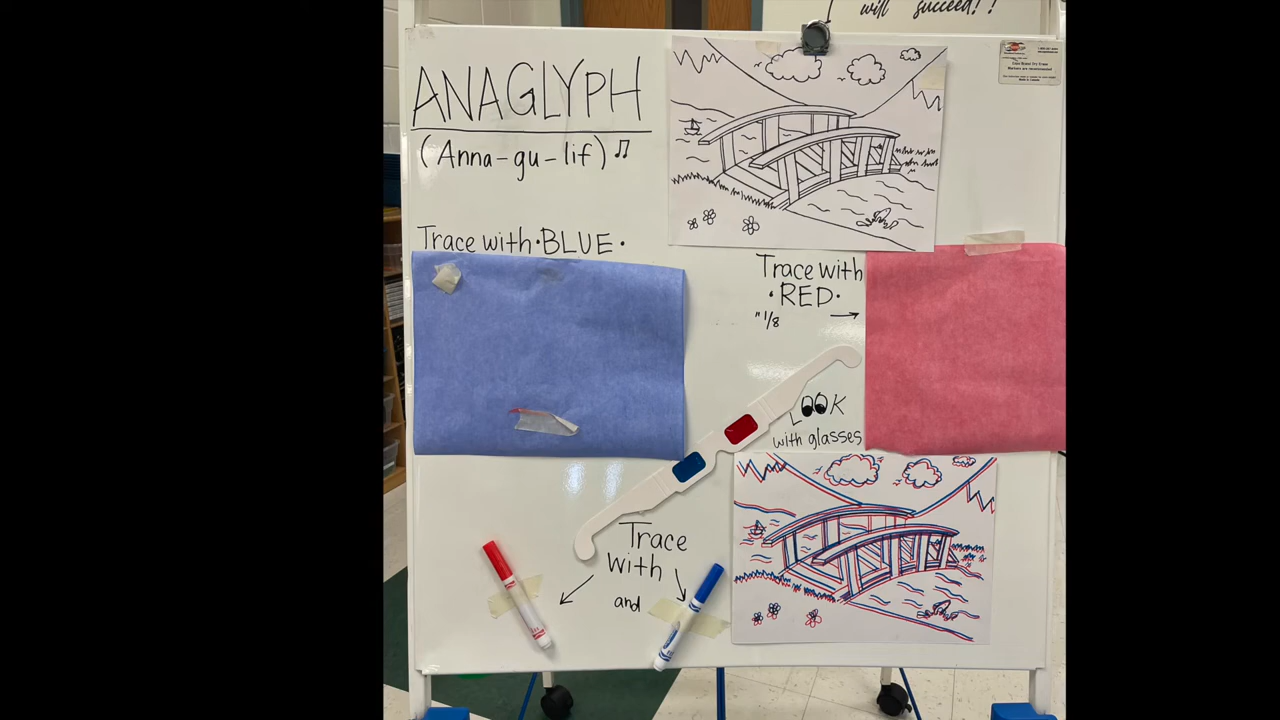 will succeed!!
ANAGLYPH
(Anna-gu-lif)
Trace with • BLUE •
Trace with
• RED •
" 1/8
LOOK
with glasses
Trace
with
and